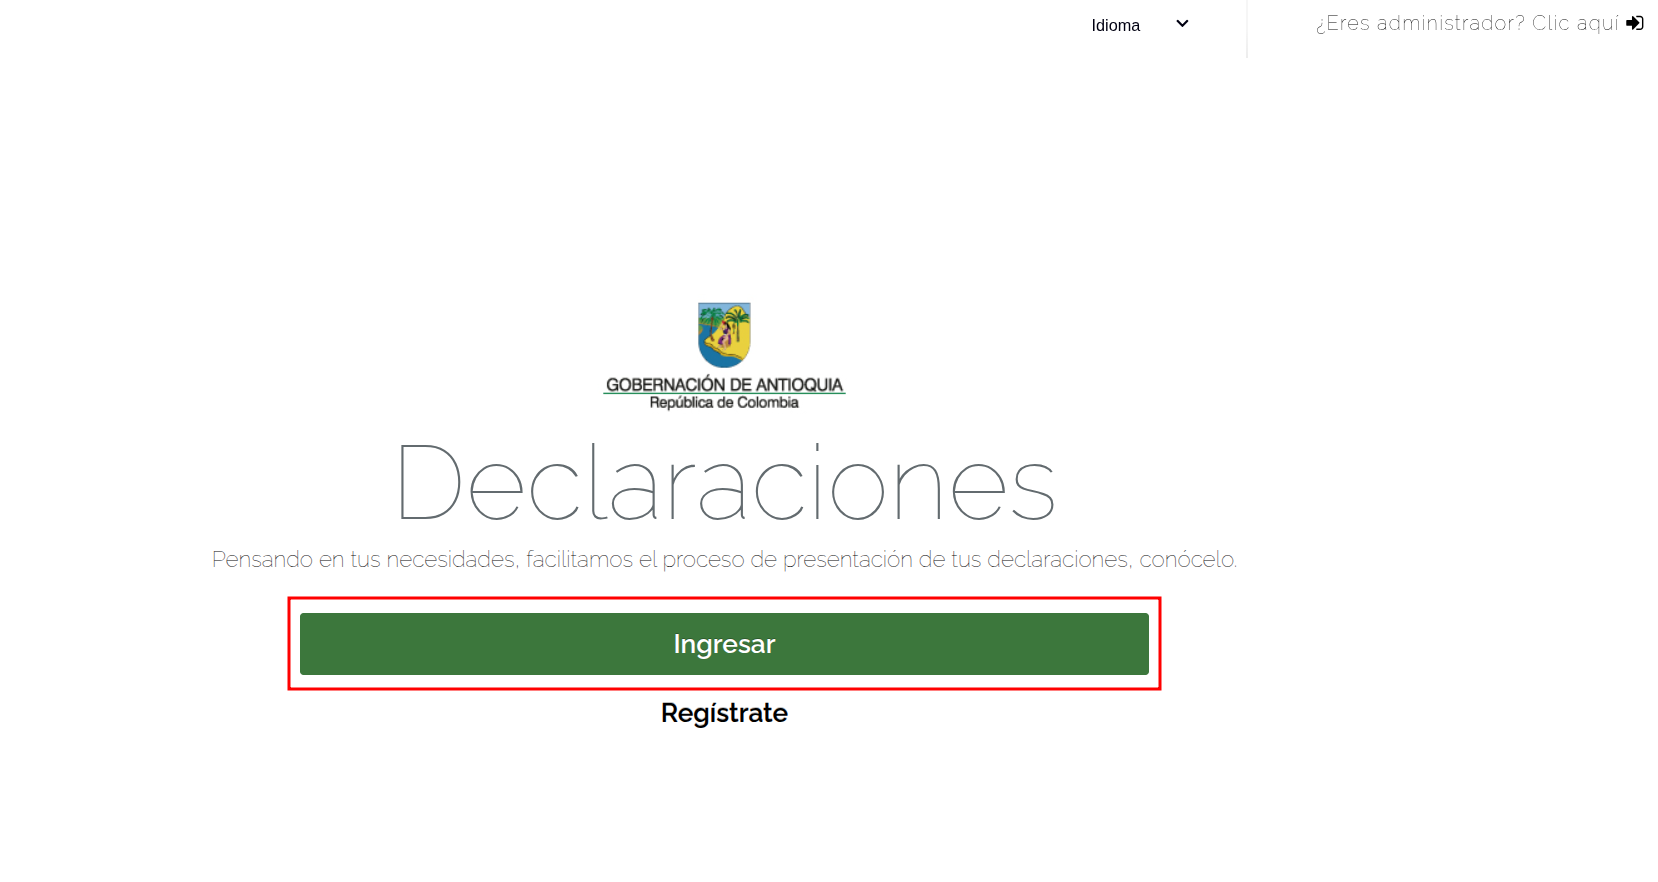 Idioma
¿Eres administrador? Clic aquí
GOBERNACIÓN DE ANTIOQUIA
República de Colombia
Declaraciones
Pensando en tus necesidades, facilitamos el proceso de presentación de tus declaraciones, conócelo.
Ingresar
Regístrate